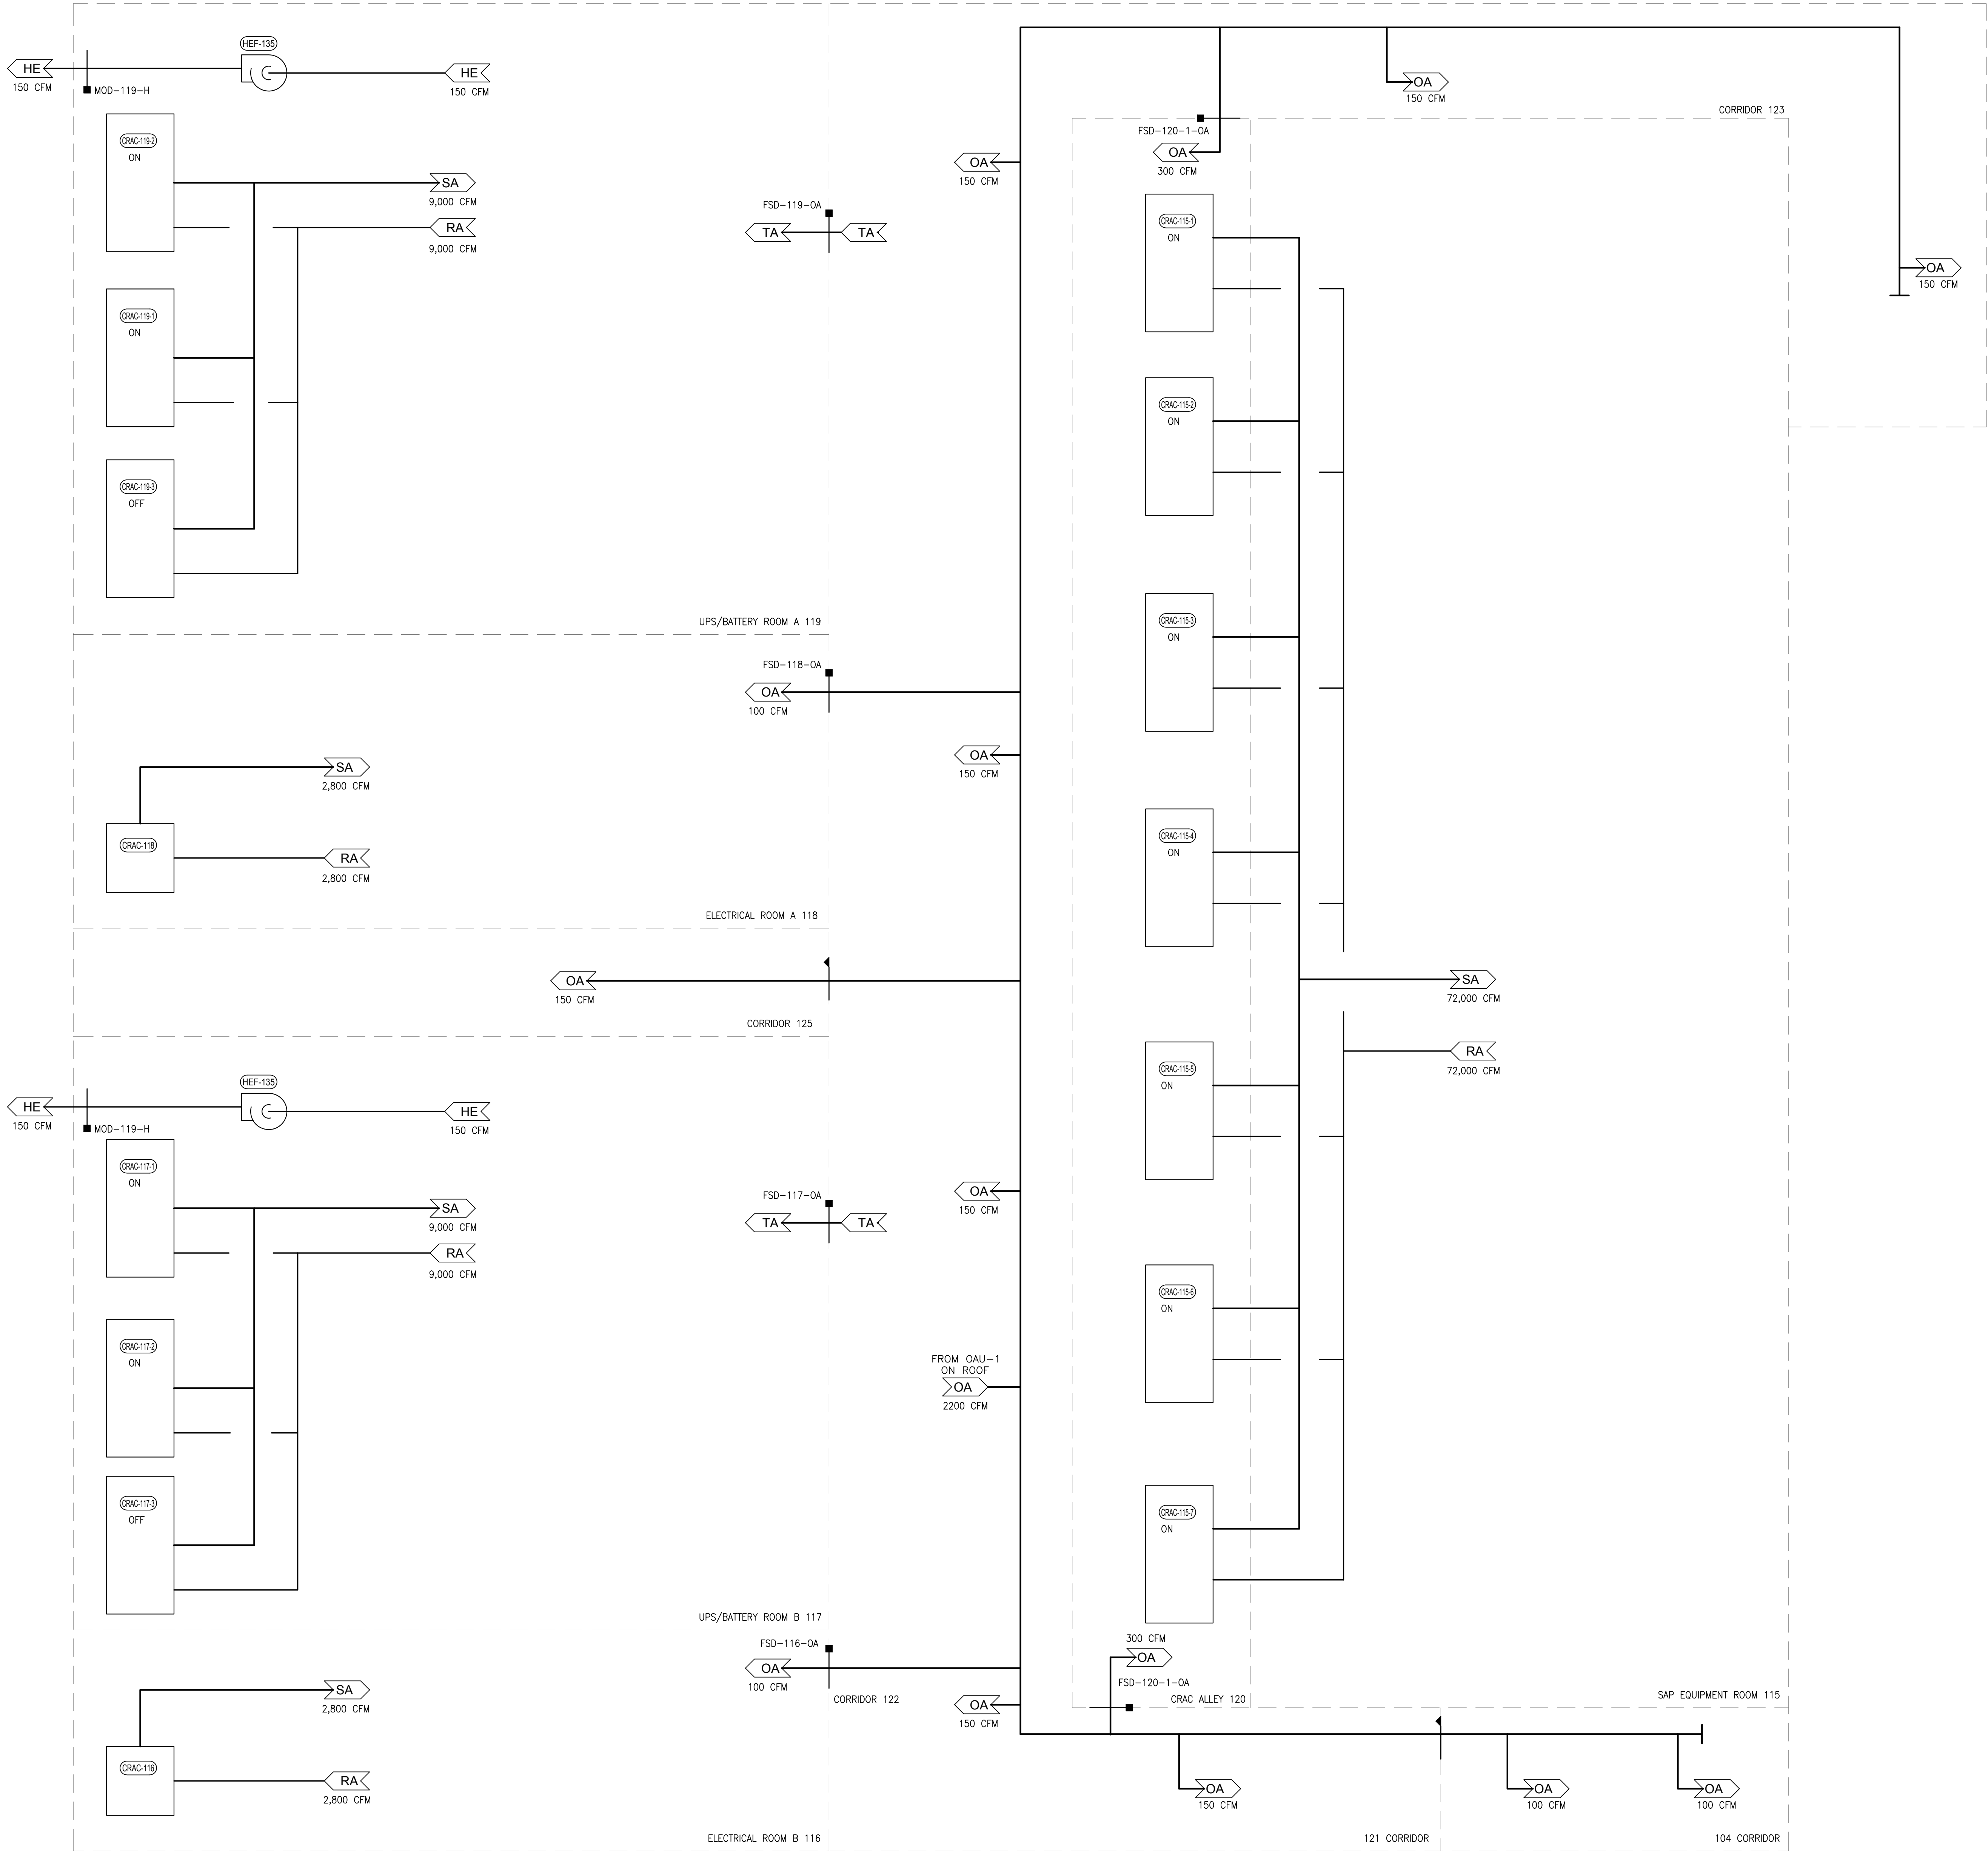 HEF-135
HE
150 CFM
MOD-119-H
HE
150 CFM
CRAC-119-2
ON
SA
9,000 CFM
RA
9,000 CFM
CRAC-119-1
ON
CRAC-119-3
OFF
FSD-119-OA
TA
TA
UPS/BATTERY ROOM A 119
FSD-118-OA
OA
100 CFM
SA
2,800 CFM
CRAC-118
RA
2,800 CFM
ELECTRICAL ROOM A 118
OA
150 CFM
CORRIDOR 125
HEF-135
HE
150 CFM
MOD-119-H
HE
150 CFM
CRAC-117-1
ON
SA
9,000 CFM
RA
9,000 CFM
CRAC-117-2
ON
CRAC-117-3
OFF
FSD-117-OA
TA
TA
UPS/BATTERY ROOM B 117
FSD-116-OA
OA
100 CFM
CORRIDOR 122
SA
2,800 CFM
CRAC-116
RA
2,800 CFM
ELECTRICAL ROOM B 116
OA
150 CFM
OA
150 CFM
OA
150 CFM
FROM OAU-1
ON ROOF
OA
2200 CFM
OA
150 CFM
OA
150 CFM
CORRIDOR 123
FSD-120-1-OA
OA
300 CFM
OA
150 CFM
CRAC-115-1
ON
CRAC-115-2
ON
CRAC-115-3
ON
CRAC-115-4
ON
SA
72,000 CFM
RA
72,000 CFM
CRAC-115-5
ON
CRAC-115-6
ON
CRAC-115-7
ON
300 CFM
OA
FSD-120-1-OA
CRAC ALLEY 120
SAP EQUIPMENT ROOM 115
OA
150 CFM
OA
100 CFM
OA
100 CFM
121 CORRIDOR
104 CORRIDOR